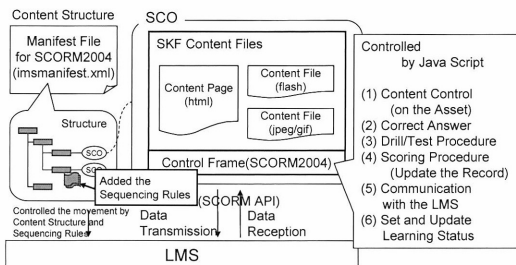 Content Structure
Manifest File
for SCORM2004
(imsmanifest.xml)
Structure
SCO
SCO
Added the
Sequencing Rules
Controlled the movement by
Content Structure and
Sequencing Rules
SCO
SKF Content Files
Content Page
(html)
Content File
(flash)
Content File
(jpeg/gif)
Control Frame(SCORM2004)
(SCORM API)
Data
Transmission
Data
Reception
LMS
Controlled
by Java Script
(1) Content Control
(on the Asset)
(2) Correct Answer
(3) Drill/Test Procedure
(4) Scoring Procedure
(Update the Record)
(5) Communication
with the LMS
(6) Set and Update
Learning Status